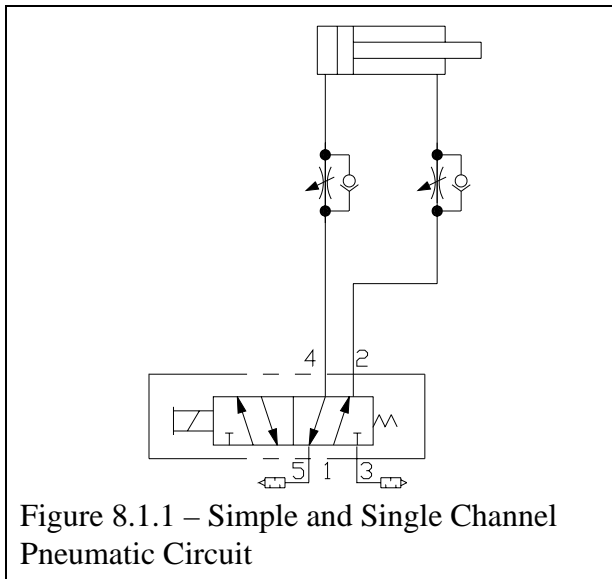 4 2
5 1 3
Figure 8.1.1 – Simple and Single Channel
Pneumatic Circuit